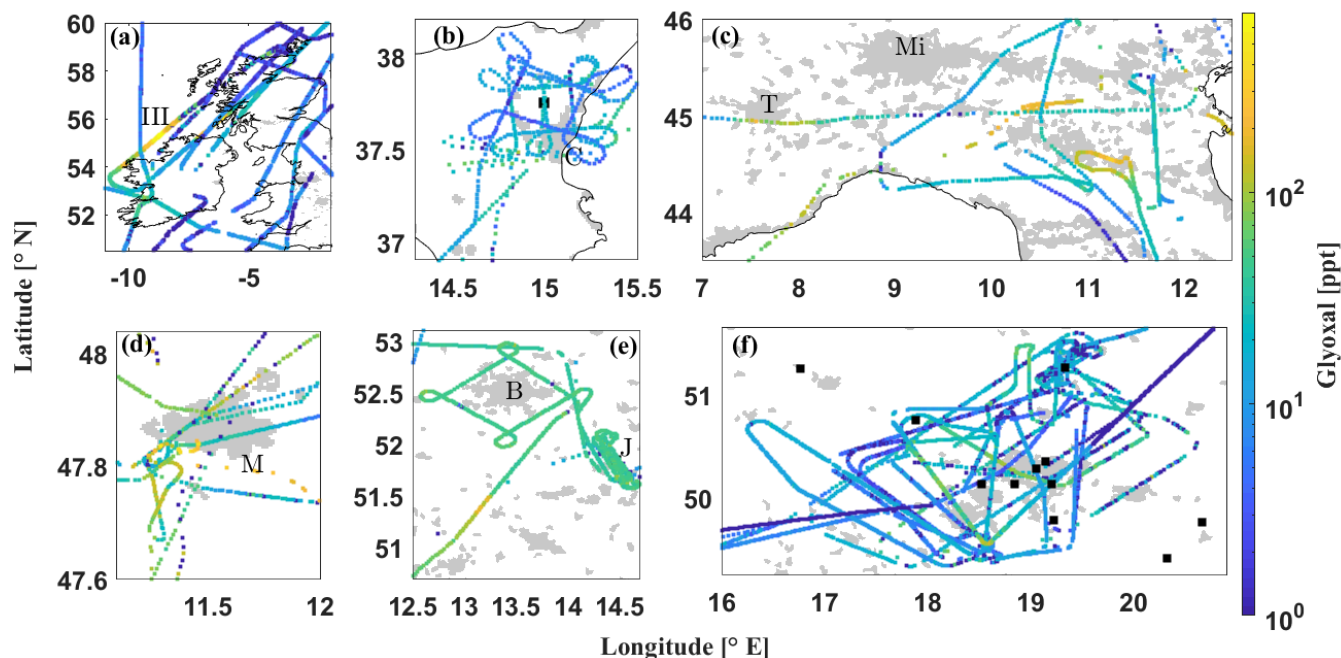 (a)
60
58
56
54
52
-10
-5
III
(b)
38
37.5
37
14.5
15
15.5
C
(c)
46
45
44
7
8
9
10
11
12
Mi
T
(d)
48
47.8
47.6
11.5
12
M
(e)
53
52.5
52
51.5
51
12.5
13
13.5
14
14.5
B
J
(f)
51
50
16
17
18
19
20
Latitude [° N]
Longitude [° E]
10²
10¹
10⁰
Glyoxal [ppt]